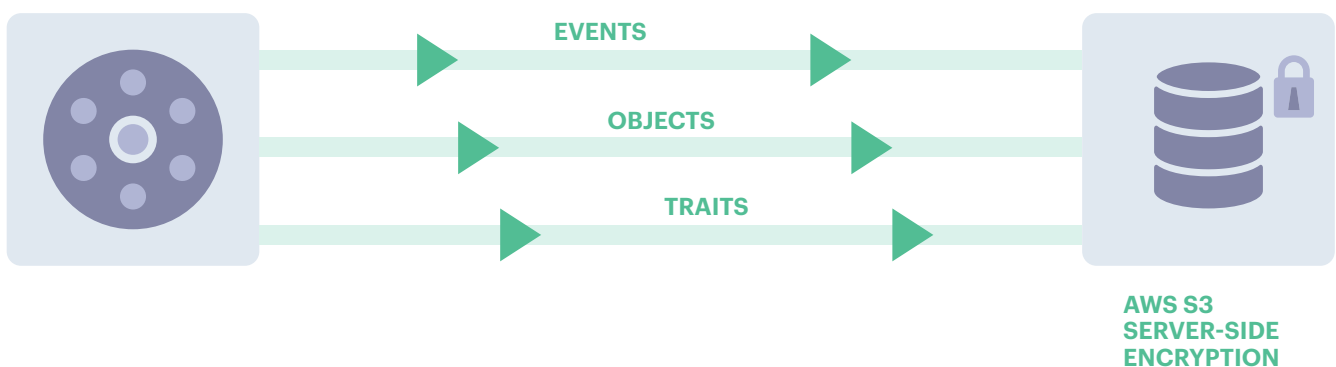 EVENTS
OBJECTS
TRAITS
AWS S3
SERVER-SIDE
ENCRYPTION